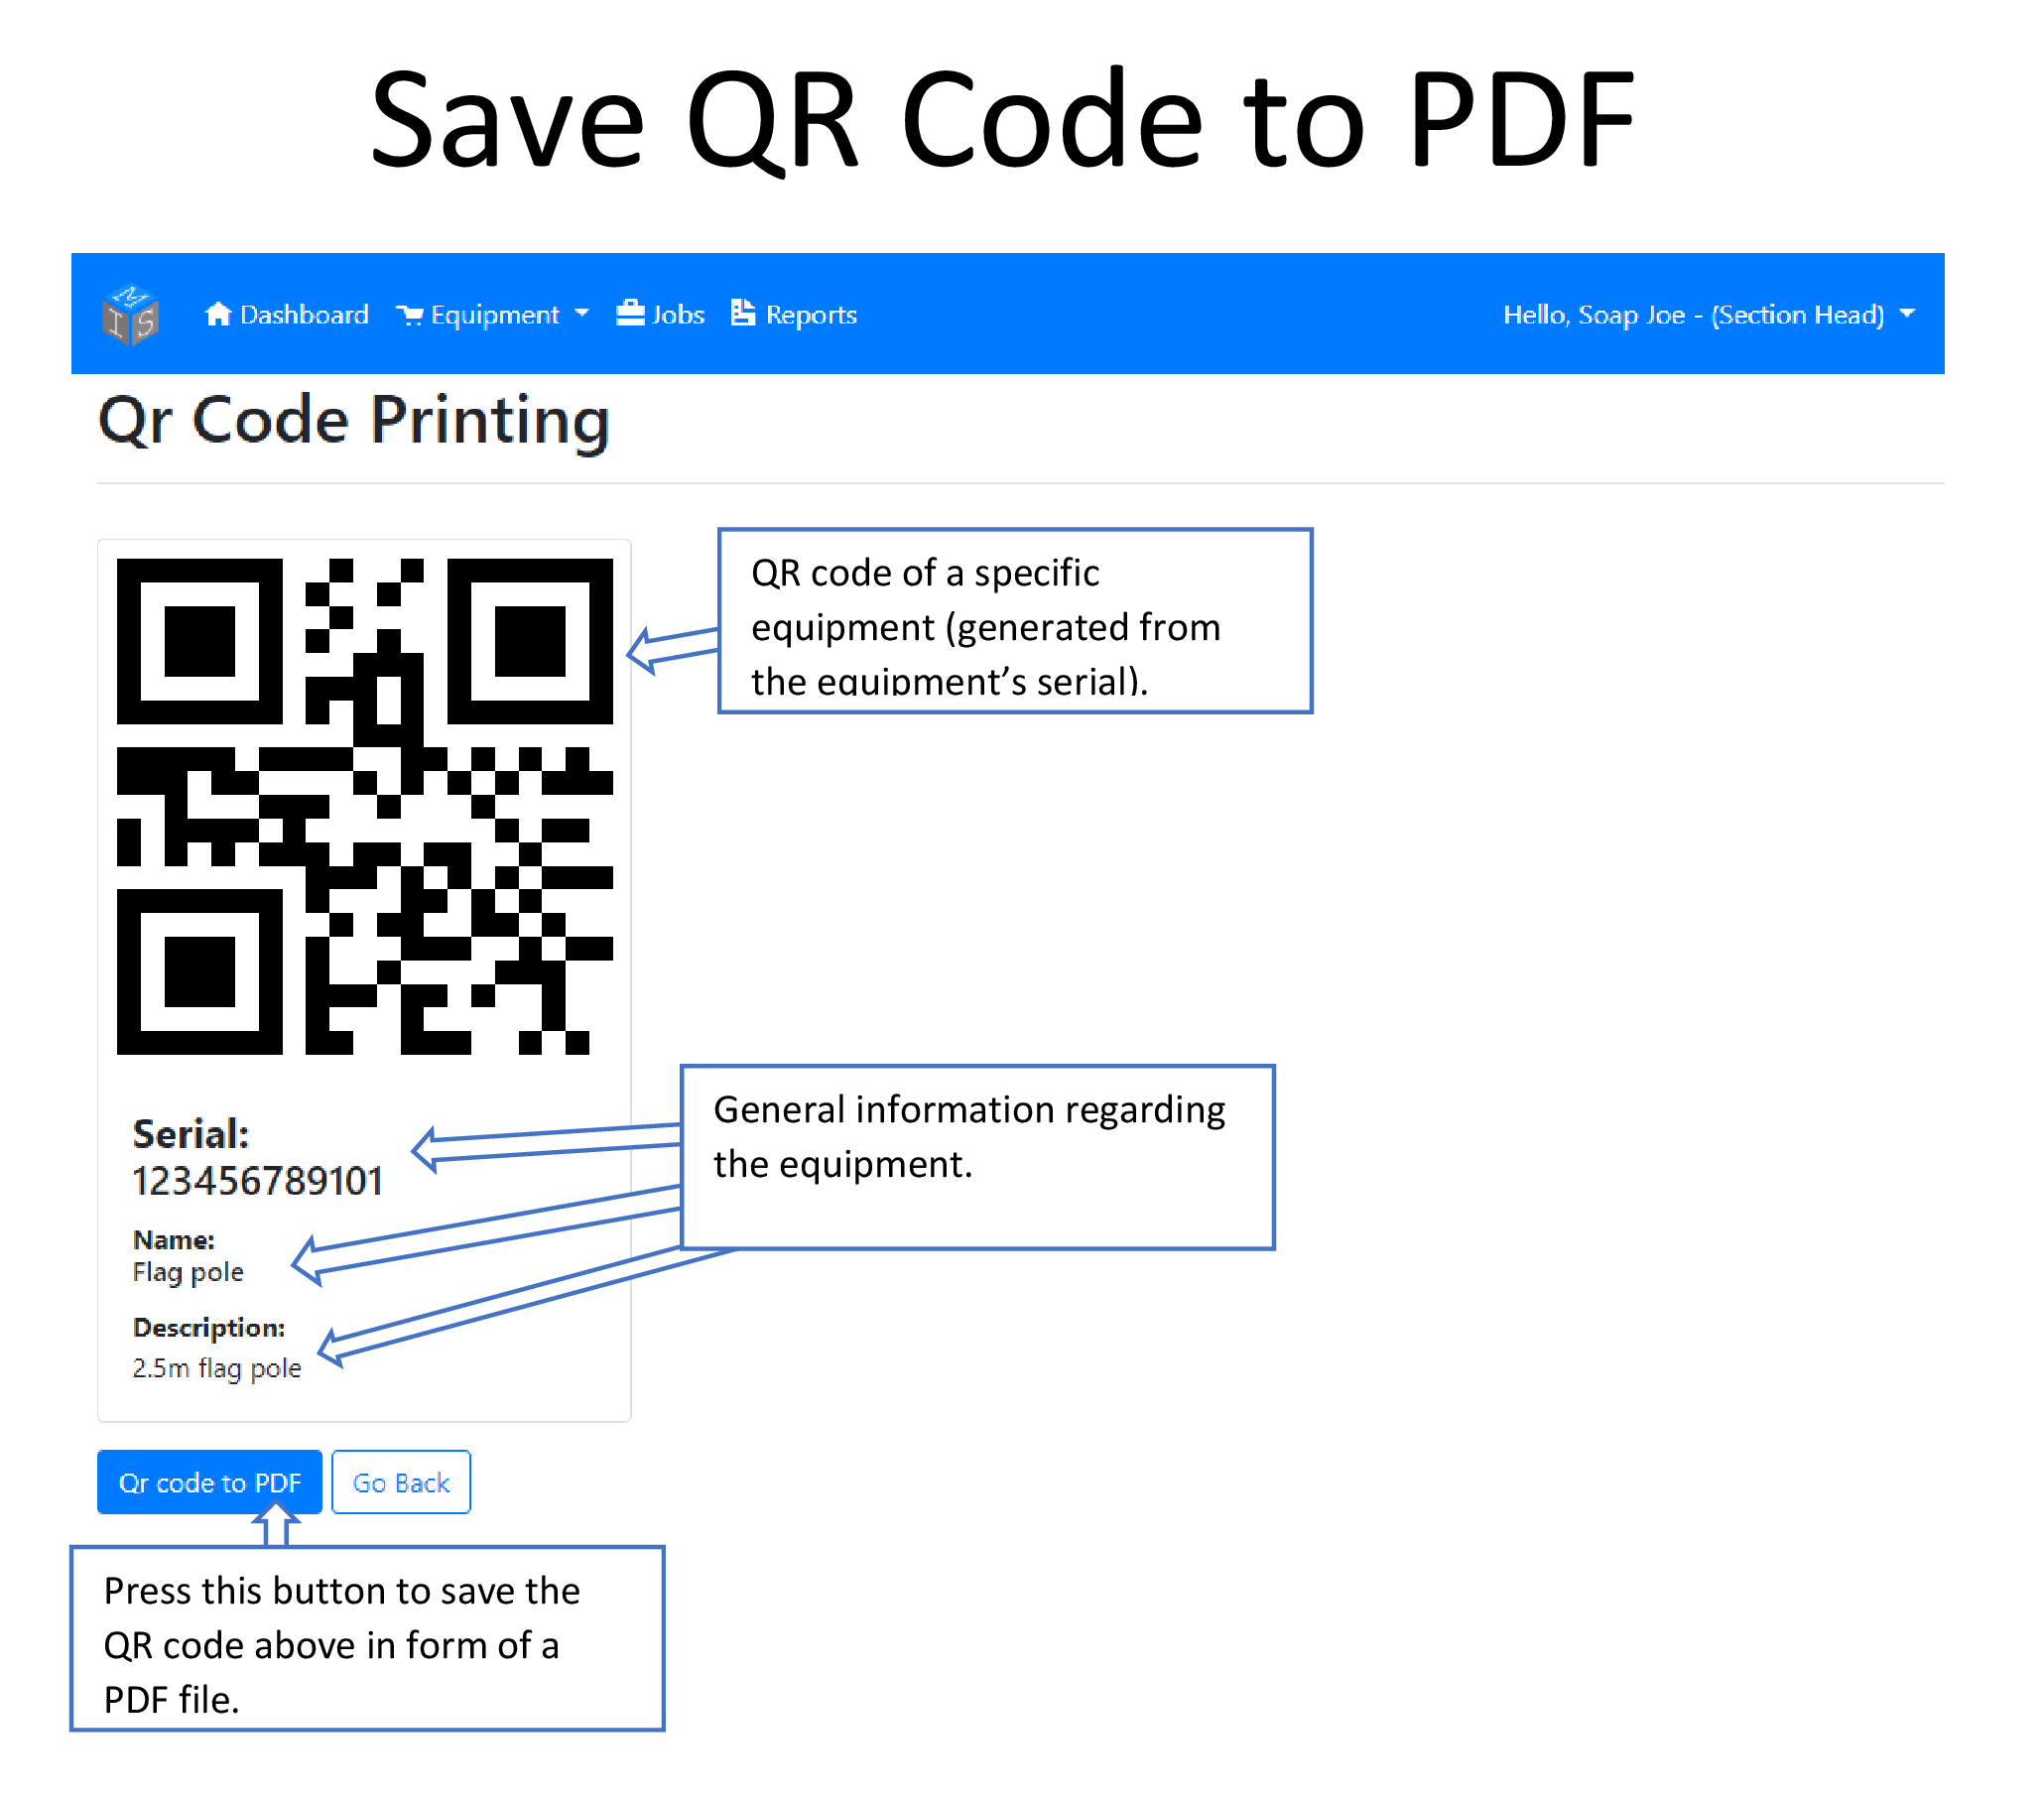 Save QR Code to PDF
M
I S
Dashboard Equipment Jobs Reports Hello, Soap Joe - (Section Head)
Qr Code Printing
QR code of a specific
equipment (generated from
the equipment’s serial).
Serial:
123456789101
General information regarding
the equipment.
Name:
Flag pole
Description:
2.5m flag pole
Qr code to PDF Go Back
Press this button to save the
QR code above in form of a
PDF file.